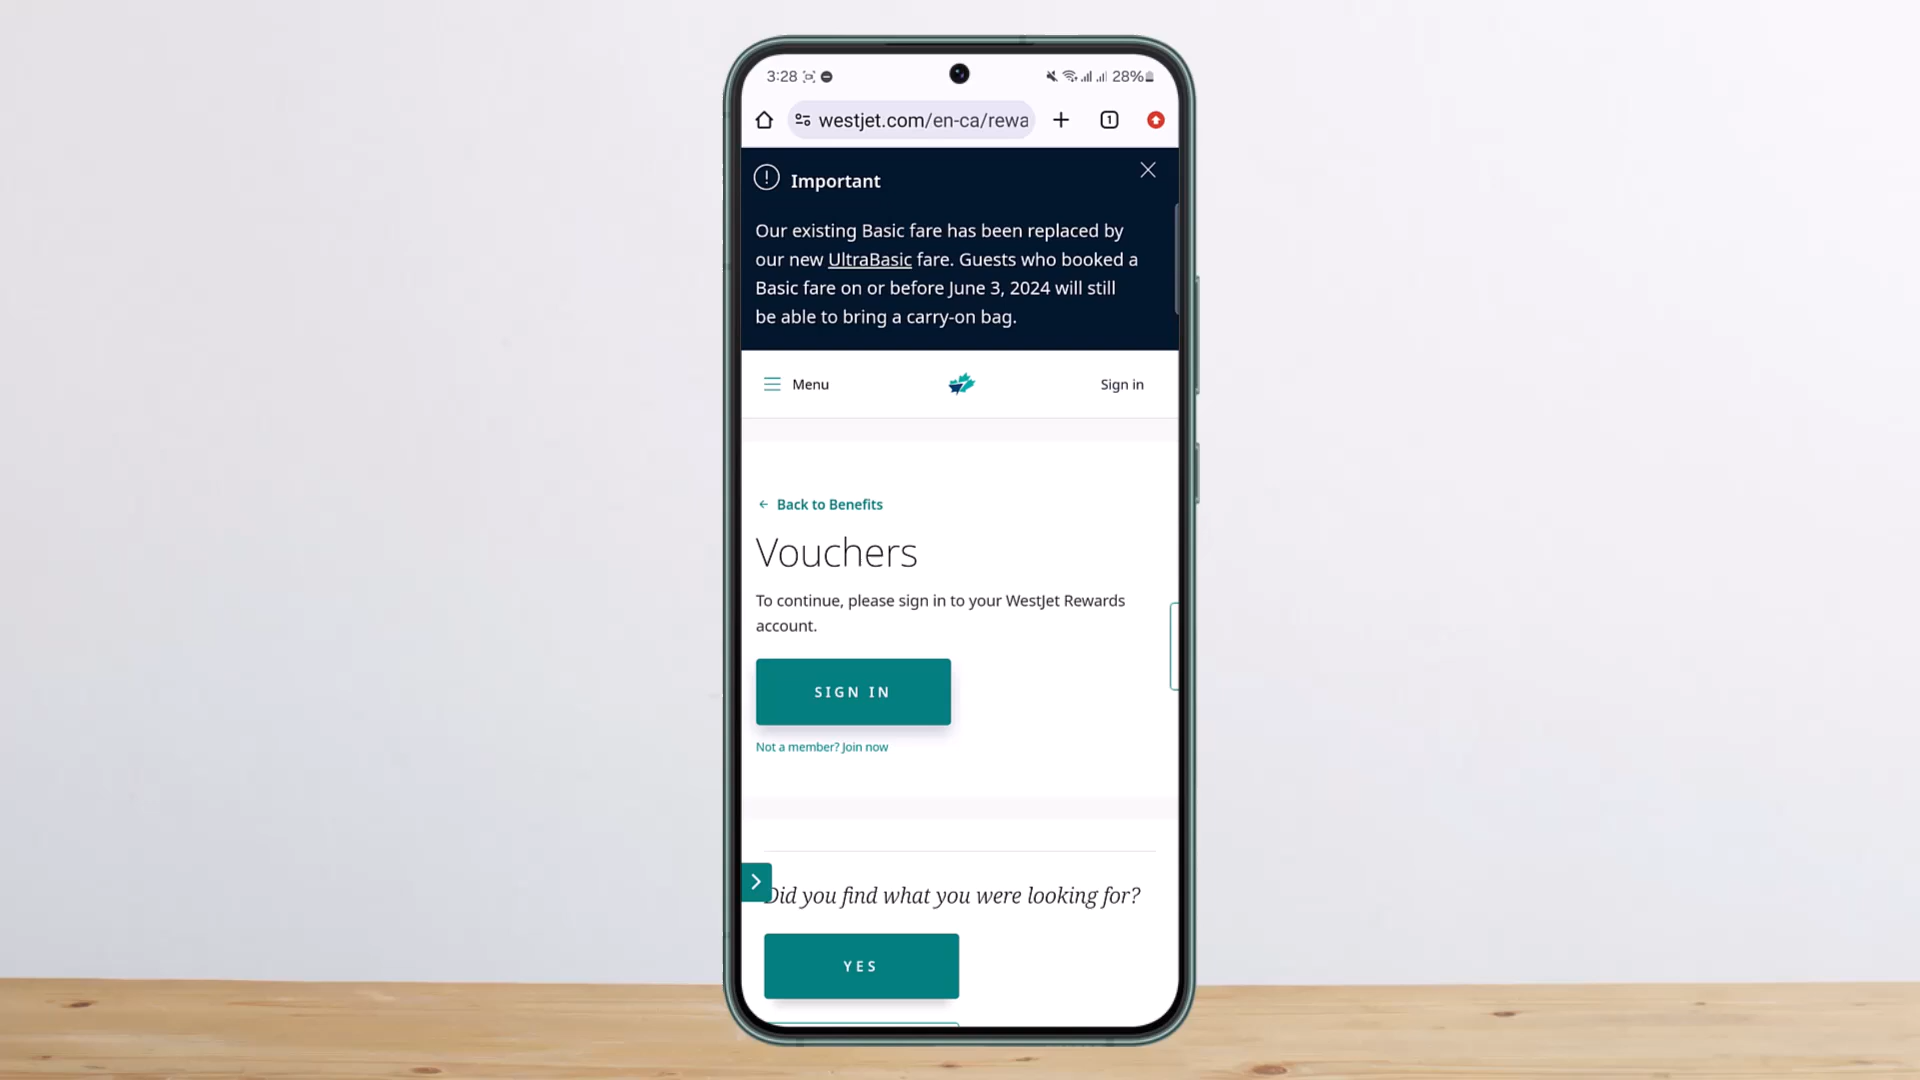 3:28
28%
westjet.com/en-ca/rewa
1
Important
Our existing Basic fare has been replaced by
our new UltraBasic fare. Guests who booked a
Basic fare on or before June 3, 2024 will still
be able to bring a carry-on bag.
Menu
Sign in
Back to Benefits
Vouchers
To continue, please sign in to your WestJet Rewards
account.
SIGN IN
Not a member? Join now
Did you find what you were looking for?
YES